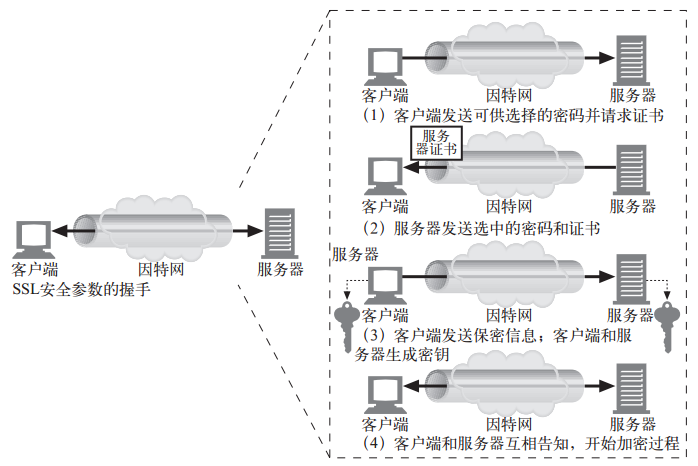 客户端
因特网
服务器
SSL安全参数的握手
客户端
因特网
服务器
（1）客户端发送可供选择的密码并请求证书
服务
器证书
客户端
因特网
服务器
（2）服务器发送选中的密码和证书
服务器
客户端
因特网
服务器
（3）客户端发送保密信息；客户端和服
务器生成密钥
客户端
因特网
服务器
（4）客户端和服务器互相告知，开始加密过程